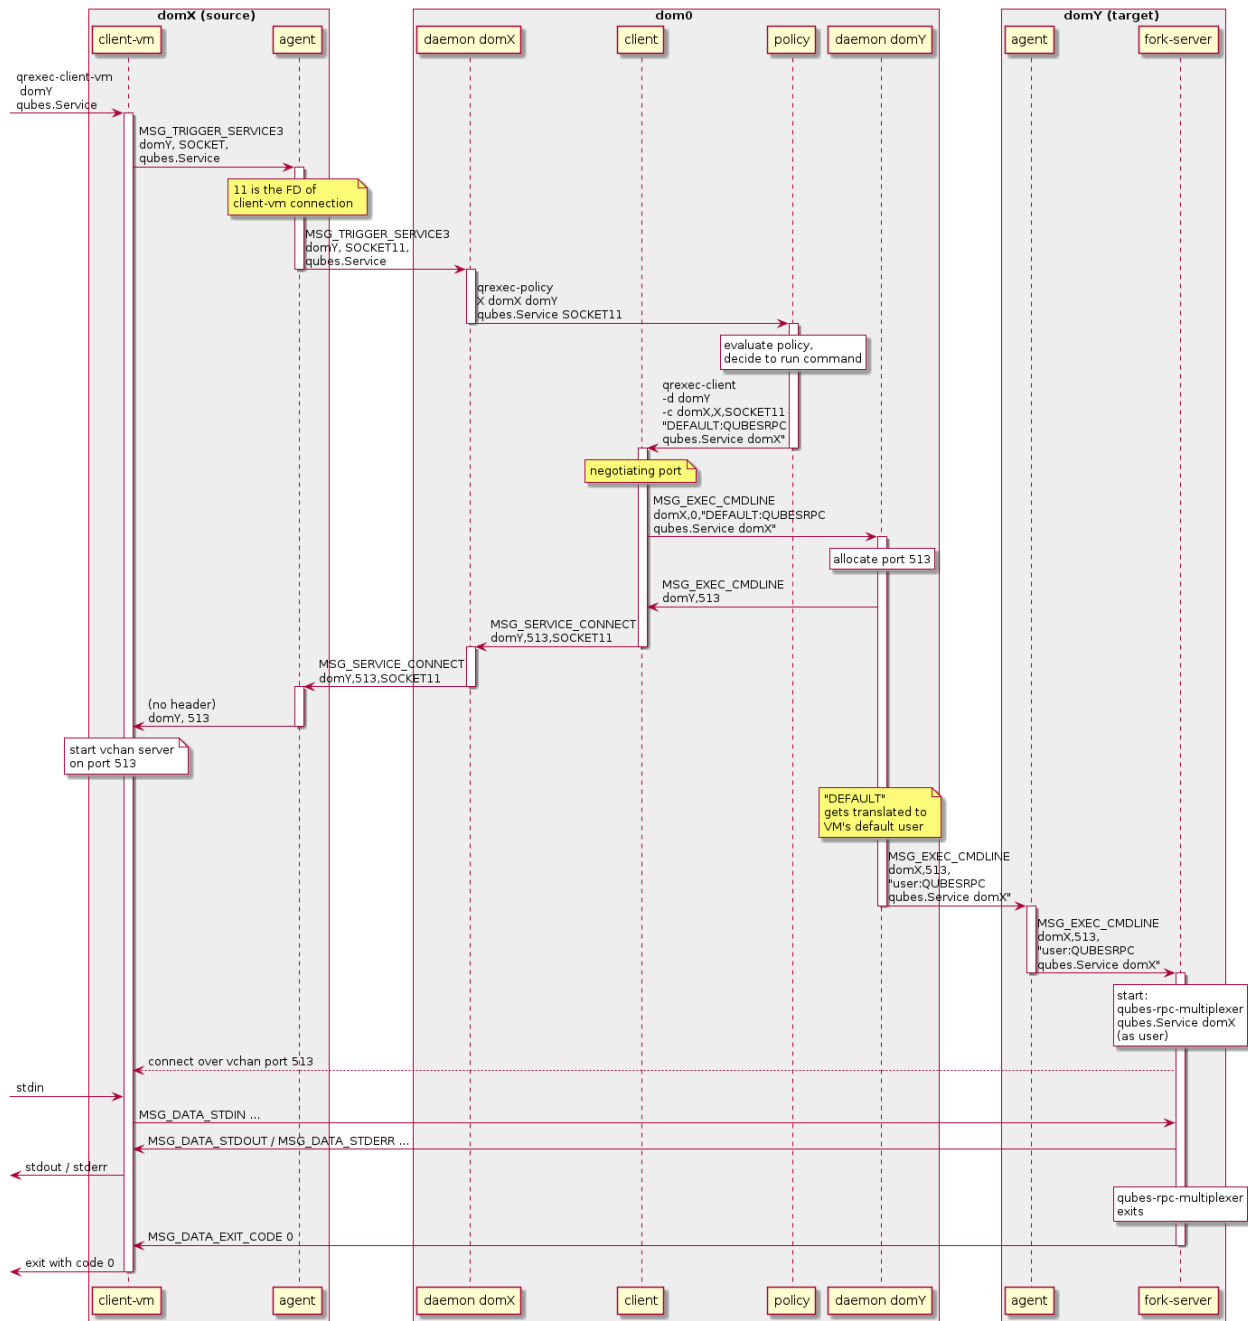 domX (source)
dom0
domY (target)
client-vm
agent
daemon domX
client
policy
daemon domY
agent
fork-server
qrexec-client-vm
domY
qubes.Service
MSG_TRIGGER_SERVICE3
domY, SOCKET,
qubes.Service
11 is the FD of
client-vm connection
MSG_TRIGGER_SERVICE3
domY, SOCKET11,
qubes.Service
qrexec-policy
X domX domY
qubes.Service SOCKET11
evaluate policy,
decide to run command
qrexec-client
-d domY
-c domX,X,SOCKET11
"DEFAULT:QUBESRPC
qubes.Service domX"
negotiating port
MSG_EXEC_CMDLINE
domX,0,"DEFAULT:QUBESRPC
qubes.Service domX"
allocate port 513
MSG_EXEC_CMDLINE
domY,513
MSG_SERVICE_CONNECT
domY,513,SOCKET11
MSG_SERVICE_CONNECT
domY,513,SOCKET11
(no header)
domY, 513
start vchan server
on port 513
"DEFAULT"
gets translated to
VM's default user
MSG_EXEC_CMDLINE
domX,513,
"user:QUBESRPC
qubes.Service domX"
MSG_EXEC_CMDLINE
domX,513,
"user:QUBESRPC
qubes.Service domX"
start:
qubes-rpc-multiplexer
qubes.Service domX
(as user)
connect over vchan port 513
stdin
MSG_DATA_STDIN ...
MSG_DATA_STDOUT / MSG_DATA_STDERR ...
stdout / stderr
qubes-rpc-multiplexer
exits
MSG_DATA_EXIT_CODE 0
exit with code 0
client-vm
agent
daemon domX
client
policy
daemon domY
agent
fork-server